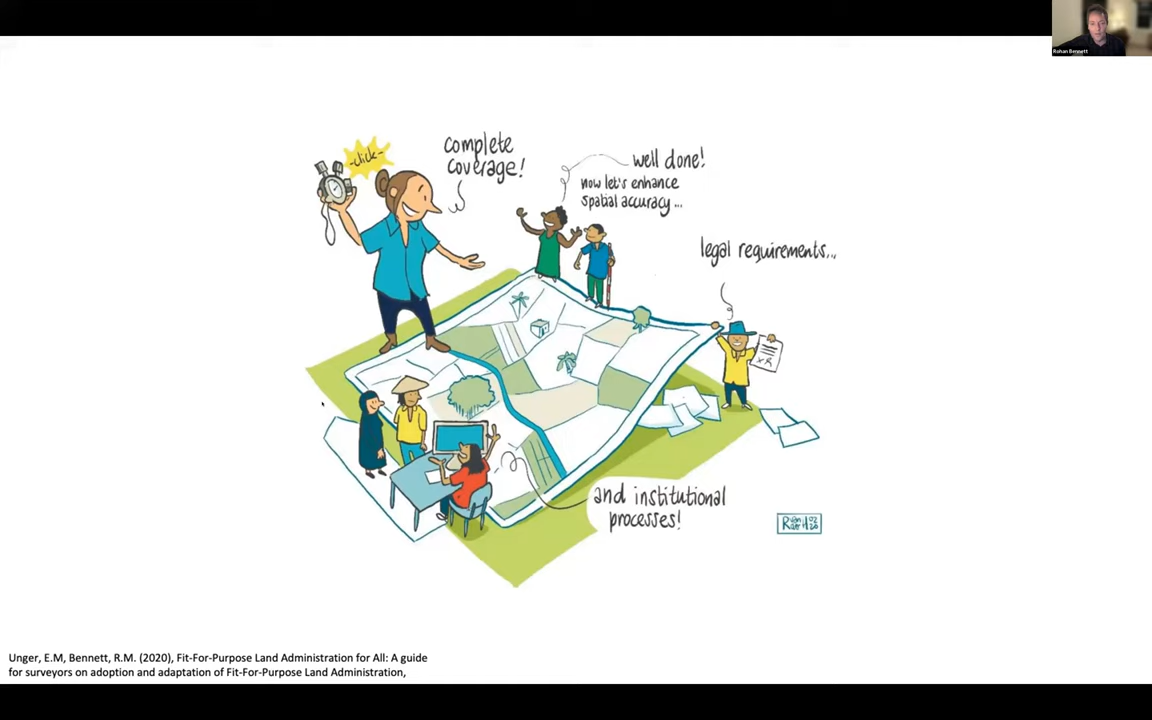 Rohan Bennett
-click-
complete
coverage!
well done!
now let's enhance
spatial accuracy...
legal requirements...
and institutional
processes!
Unger, E.M, Bennett, R.M. (2020), Fit-For-Purpose Land Administration for All: A guide
for surveyors on adoption and adaptation of Fit-For-Purpose Land Administration,